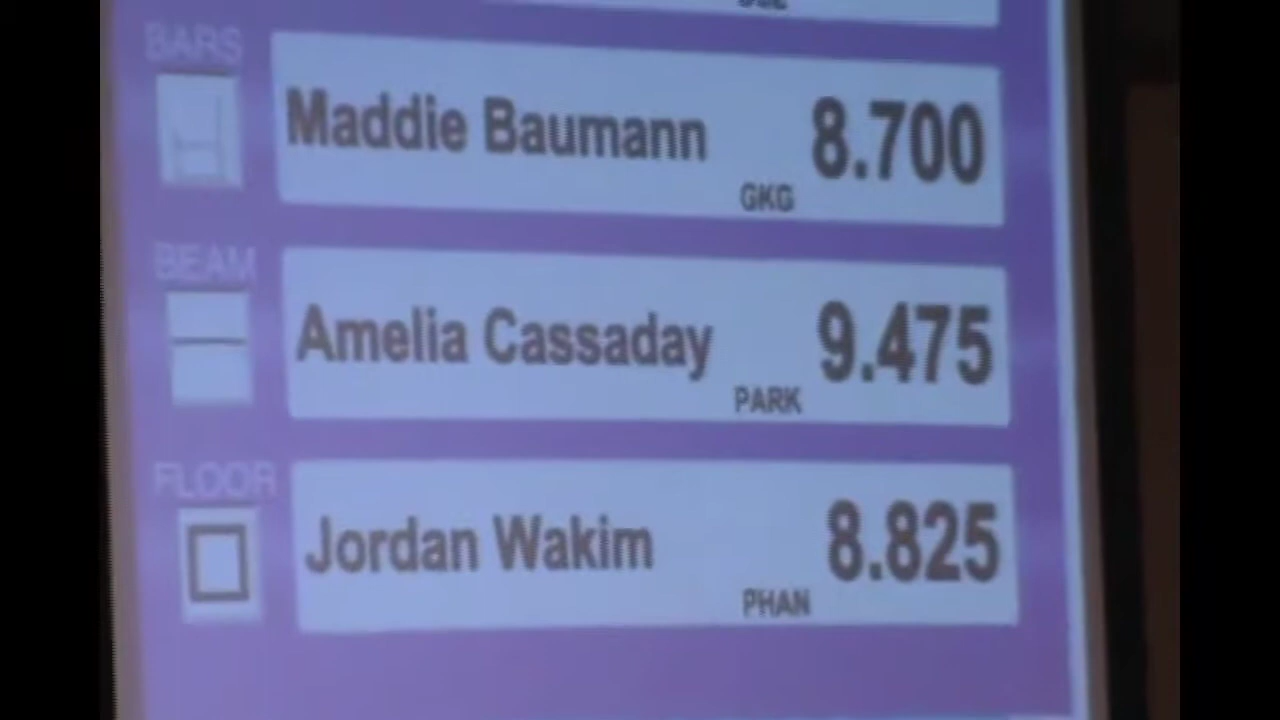 BARS
Maddie Baumann 8.700
GKG
BEAM
Amelia Cassaday 9.475
PARK
FLOOR
Jordan Wakim 8.825
PHAN